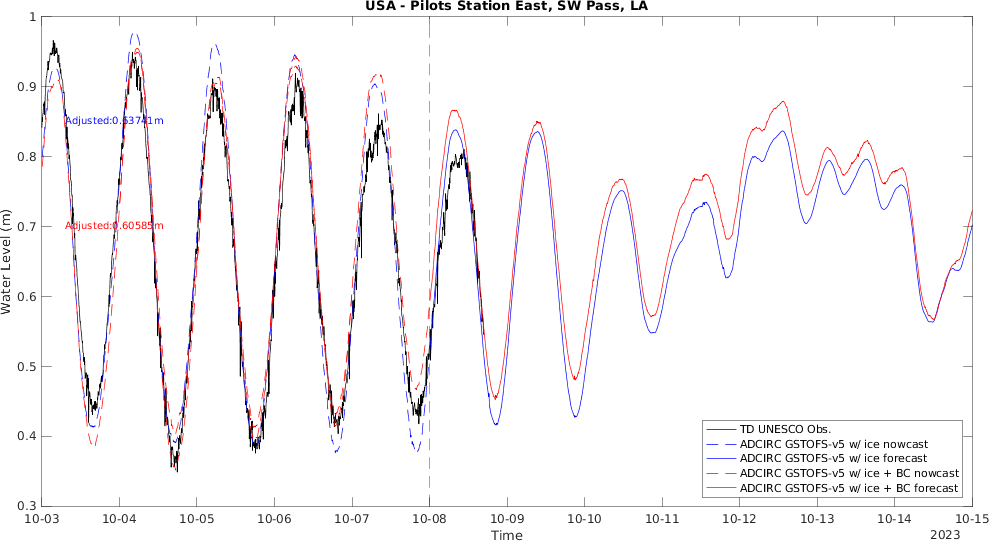 USA - Pilots Station East, SW Pass, LA
1
0.9
0.8
0.7
0.6
0.5
0.4
0.3
Water Level (m)
Adjusted:0.63741m
Adjusted:0.60585m
TD UNESCO Obs.
ADCIRC GSTOFS-v5 w/ ice nowcast
ADCIRC GSTOFS-v5 w/ ice forecast
ADCIRC GSTOFS-v5 w/ ice + BC nowcast
ADCIRC GSTOFS-v5 w/ ice + BC forecast
10-03 10-04 10-05 10-06 10-07 10-08 10-09 10-10 10-11 10-12 10-13 10-14 10-15
Time
2023